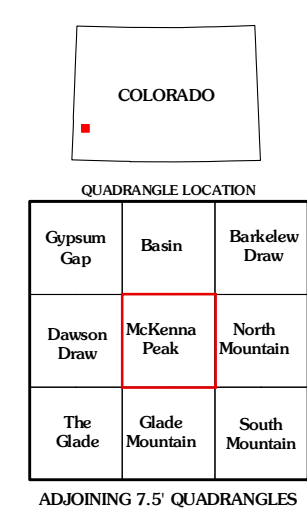 COLORADO
QUADRANGLE LOCATION
Gypsum
Gap
Basin
Barkelew
Draw
Dawson
Draw
McKenna
Peak
North
Mountain
The
Glade
Glade
Mountain
South
Mountain
ADJOINING 7.5' QUADRANGLES